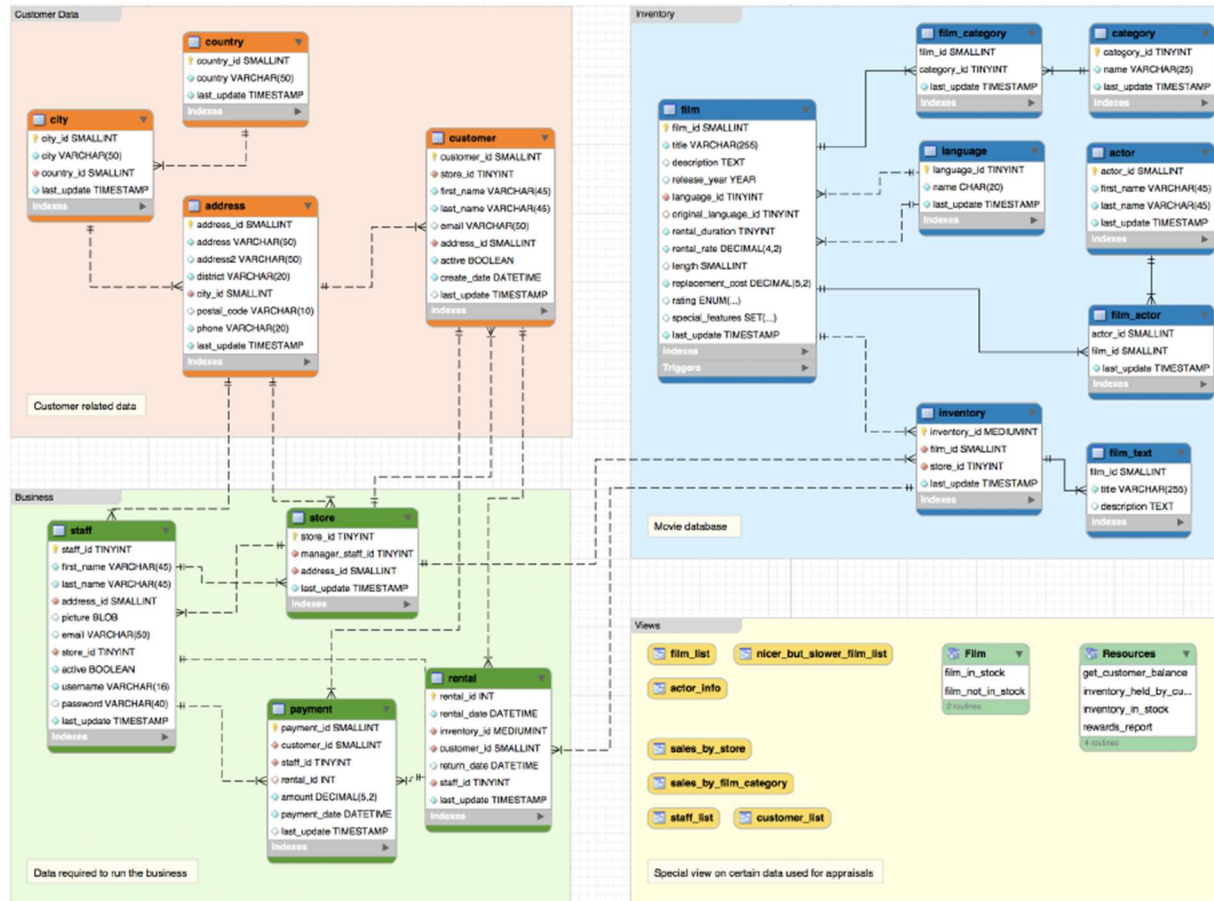 Customer Data
country
country_id SMALLINT
country VARCHAR(50)
last_update TIMESTAMP
Indexes
city
city_id SMALLINT
city VARCHAR(50)
country_id SMALLINT
last_update TIMESTAMP
Indexes
address
address_id SMALLINT
address VARCHAR(50)
address2 VARCHAR(50)
district VARCHAR(20)
city_id SMALLINT
postal_code VARCHAR(10)
phone VARCHAR(20)
last_update TIMESTAMP
Indexes
customer
customer_id SMALLINT
store_id TINYINT
first_name VARCHAR(45)
last_name VARCHAR(45)
email VARCHAR(50)
address_id SMALLINT
active BOOLEAN
create_date DATETIME
last_update TIMESTAMP
Indexes
Customer related data
Inventory
film
film_id SMALLINT
title VARCHAR(255)
description TEXT
release_year YEAR
language_id TINYINT
original_language_id TINYINT
rental_duration TINYINT
rental_rate DECIMAL(4,2)
length SMALLINT
replacement_cost DECIMAL(5,2)
rating ENUM(...)
special_features SET(...)
last_update TIMESTAMP
Indexes
Triggers
film_category
film_id SMALLINT
category_id TINYINT
last_update TIMESTAMP
Indexes
category
category_id TINYINT
name VARCHAR(25)
last_update TIMESTAMP
Indexes
language
language_id TINYINT
name CHAR(20)
last_update TIMESTAMP
Indexes
actor
actor_id SMALLINT
first_name VARCHAR(45)
last_name VARCHAR(45)
last_update TIMESTAMP
Indexes
film_actor
actor_id SMALLINT
film_id SMALLINT
last_update TIMESTAMP
Indexes
inventory
inventory_id MEDIUMINT
film_id SMALLINT
store_id TINYINT
last_update TIMESTAMP
Indexes
film_text
film_id SMALLINT
title VARCHAR(255)
description TEXT
Indexes
Movie database
Business
staff
staff_id TINYINT
first_name VARCHAR(45)
last_name VARCHAR(45)
address_id SMALLINT
picture BLOB
email VARCHAR(50)
store_id TINYINT
active BOOLEAN
username VARCHAR(16)
password VARCHAR(40)
last_update TIMESTAMP
Indexes
store
store_id TINYINT
manager_staff_id TINYINT
address_id SMALLINT
last_update TIMESTAMP
Indexes
payment
payment_id SMALLINT
customer_id SMALLINT
staff_id TINYINT
rental_id INT
amount DECIMAL(5,2)
payment_date DATETIME
last_update TIMESTAMP
Indexes
rental
rental_id INT
rental_date DATETIME
inventory_id MEDIUMINT
customer_id SMALLINT
return_date DATETIME
staff_id TINYINT
last_update TIMESTAMP
Indexes
Data required to run the business
Views
film_list
nicer_but_slower_film_list
actor_info
sales_by_store
sales_by_film_category
staff_list
customer_list
Film
film_in_stock
film_not_in_stock
2 routines
Resources
get_customer_balance
inventory_held_by_cu...
inventory_in_stock
rewards_report
4 routines
Special view on certain data used for appraisals